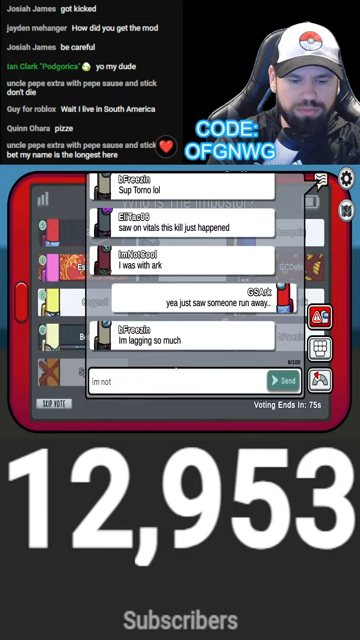 Josiah James got kicked
jayden mehanger How did you get the mod
Josiah James be careful
Ian Clark "Podgorica" yo my dude
uncle pepe extra with pepe sause and stick
don't die
Guy for roblox Wait I live in South America
Quinn Ohara pizze
uncle pepe extra with pepe sause and stick
bet my name is the longest here
CODE:
OFGNWG
bFreezin
Sup Torno lol
EliTac06
saw on vitals this kill just happened
ImNotCool
I was with ark
GSArk
yea just saw someone run away..
bFreezin
Im lagging so much
6/100
im not
Send
SKIP VOTE
Voting Ends In: 75s
12,953
Subscribers